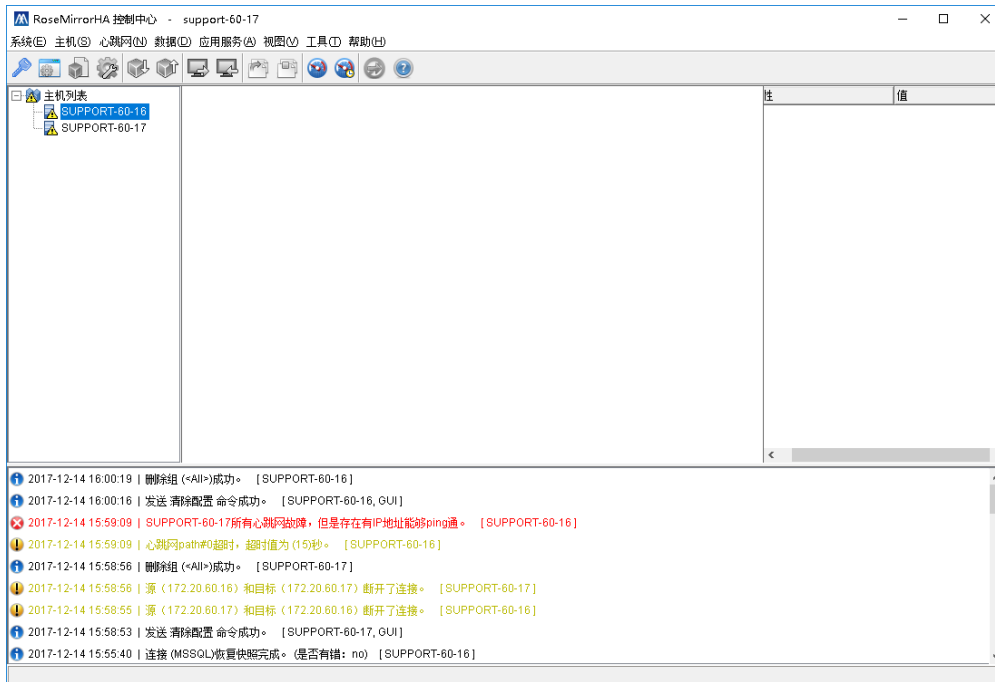 RoseMirrorHA 控制中心 - support-60-17
系统(E) 主机(S) 心跳网(N) 数据(D) 应用服务(A) 视图(V) 工具(T) 帮助(H)
主机列表
SUPPORT-60-16
SUPPORT-60-17
性 值
2017-12-14 16:00:19 | 删除组 (<All>)成功。 [SUPPORT-60-16]
2017-12-14 16:00:16 | 发送 清除配置 命令成功。 [SUPPORT-60-16, GUI]
2017-12-14 15:59:09 | SUPPORT-60-17所有心跳网故障，但是存在有IP地址能够ping通。 [SUPPORT-60-16]
2017-12-14 15:59:09 | 心跳网path#0超时，超时值为 (15)秒。 [SUPPORT-60-16]
2017-12-14 15:58:56 | 删除组 (<All>)成功。 [SUPPORT-60-17]
2017-12-14 15:58:56 | 源（172.20.60.16）和目标（172.20.60.17）断开了连接。 [SUPPORT-60-17]
2017-12-14 15:58:55 | 源（172.20.60.17）和目标（172.20.60.16）断开了连接。 [SUPPORT-60-16]
2017-12-14 15:58:53 | 发送 清除配置 命令成功。 [SUPPORT-60-17, GUI]
2017-12-14 15:55:40 | 连接 (MSSQL)恢复快照完成。 (是否有错：no) [SUPPORT-60-16]